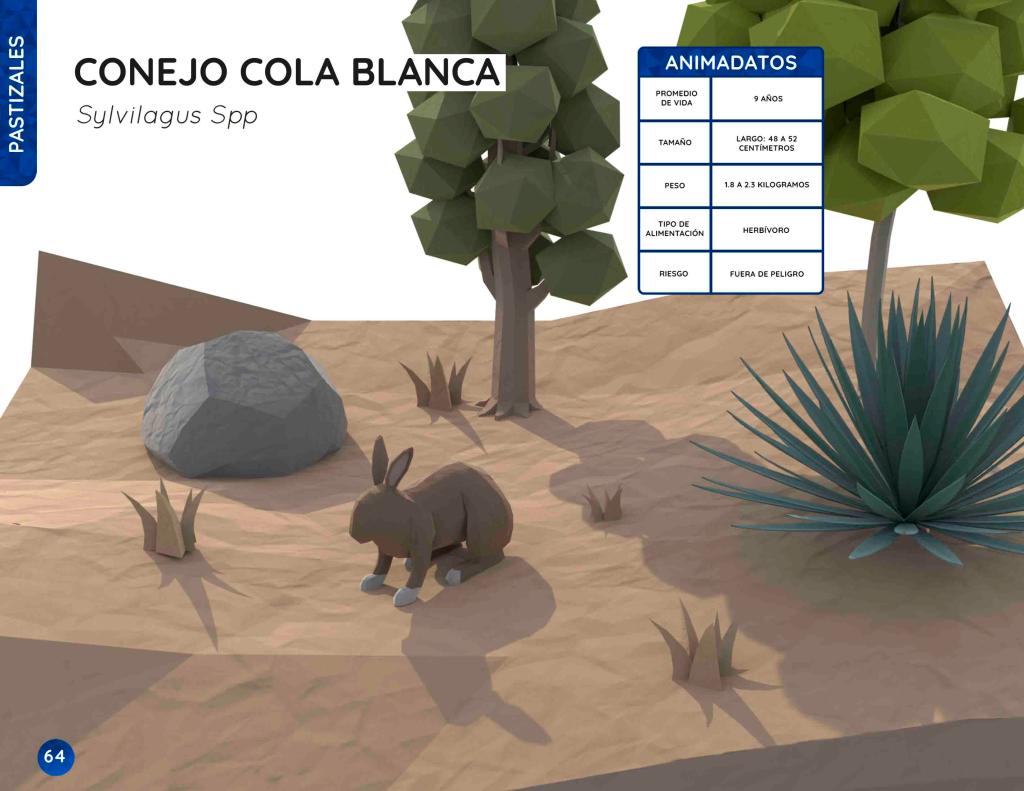 PASTIZALES
CONEJO COLA BLANCA
Sylvilagus Spp
ANIMADATOS
PROMEDIO
DE VIDA
9 AÑOS
TAMAÑO
LARGO: 48 A 52
CENTÍMETROS
PESO
1.8 A 2.3 KILOGRAMOS
TIPO DE
ALIMENTACIÓN
HERBÍVORO
RIESGO
FUERA DE PELIGRO
64